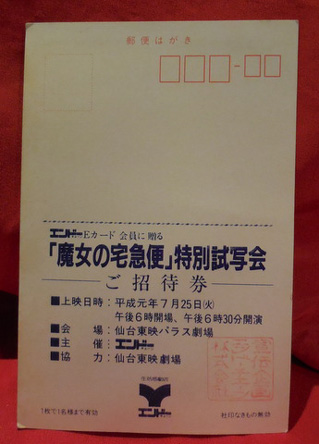 郵便はがき
エンドーEカード会員に贈る
「魔女の宅急便」特別試写会
ご招待券
■上映日時：平成元年7月25日(火)
午後6時開場、午後6時30分開演
■会　　場：仙台東映パラス劇場
■主　　催：エンドー
■協　　力：仙台東映劇場
エンドー
1枚で1名様まで有効
社印なきもの無効